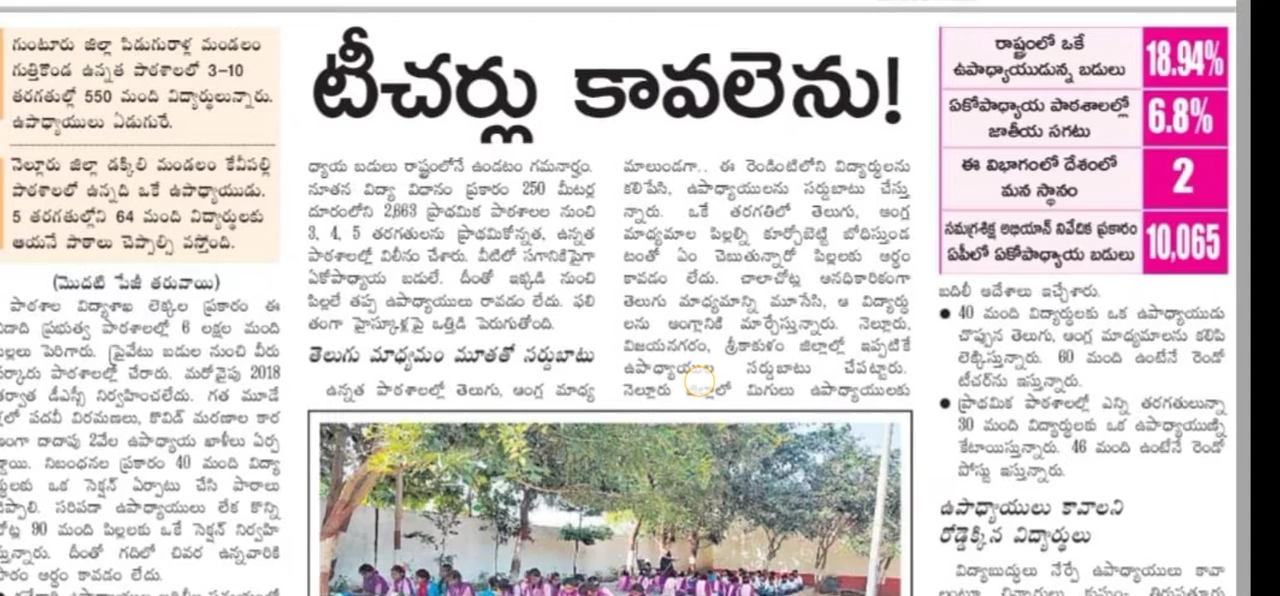 గుంటూరు జిల్లా పిడుగురాళ్ల మండలం
గుత్తికొండ ఉన్నత పాఠశాలలో 3-10
తరగతుల్లో 550 మంది విద్యార్థులున్నారు.
ఉపాధ్యాయులు ఏడుగురే.
నెల్లూరు జిల్లా డక్కిలి మండలం కేవీపల్లి
పాఠశాలలో ఉన్నది ఒకే ఉపాధ్యాయుడు.
5 తరగతుల్లోని 64 మంది విద్యార్థులకు
ఆయనే పాఠాలు చెప్పాల్సి వస్తోంది.
(మొదటి పేజీ తరువాయి)
పాఠశాల విద్యాశాఖ లెక్కల ప్రకారం ఈ
ప్రభుత్వ పాఠశాలల్లో 6 లక్షల మంది
పెరిగారు. ప్రైవేటు బడుల నుంచి వీరు
పాఠశాలల్లో చేరారు. మరోవైపు 2018
డీఎస్సీ నిర్వహించలేదు. గత మూడే
పదవీ విరమణలు, కొవిడ్ మరణాల కార
దాదాపు 2వేల ఉపాధ్యాయ ఖాళీలు ఏర్ప
నిబంధనల ప్రకారం 40 మంది విద్యా
ఒక సెక్షన్ ఏర్పాటు చేసి పాఠాలు
సరిపడా ఉపాధ్యాయులు లేక కొన్ని
90 మంది పిల్లలకు ఒకే సెక్షన్ నిర్వహి
దీంతో గదిలో చివర ఉన్నవారికి
అర్థం కావడం లేదు.
టీచర్లు కావలెను!
ధ్యాయ బడులు రాష్ట్రంలోనే ఉండటం గమనార్హం.
నూతన విద్యా విధానం ప్రకారం 250 మీటర్ల
దూరంలోని 2,663 ప్రాథమిక పాఠశాలల నుంచి
3, 4, 5 తరగతులను ప్రాథమికోన్నత, ఉన్నత
పాఠశాలల్లో విలీనం చేశారు. వీటిలో సగానికిపైగా
ఏకోపాధ్యాయ బడులే. దీంతో ఇక్కడి నుంచి
పిల్లలే తప్ప ఉపాధ్యాయులు రావడం లేదు. ఫలి
తంగా హైస్కూళ్లపై ఒత్తిడి పెరుగుతోంది.
తెలుగు మాధ్యమం మూతతో సర్దుబాటు
ఉన్నత పాఠశాలల్లో తెలుగు, ఆంగ్ల మాధ్య
మాలుండగా.. ఈ రెండింటిలోని విద్యార్థులను
కలిపేసి, ఉపాధ్యాయులను సర్దుబాటు చేస్తు
న్నారు. ఒకే తరగతిలో తెలుగు, ఆంగ్ల
మాధ్యమాల పిల్లల్ని కూర్చోబెట్టి బోధిస్తుండ
టంతో ఏం చెబుతున్నారో పిల్లలకు అర్థం
కావడం లేదు. చాలాచోట్ల అనధికారికంగా
తెలుగు మాధ్యమాన్ని మూసేసి, ఆ విద్యార్థు
లను ఆంగ్లానికి మార్చేస్తున్నారు. నెల్లూరు,
విజయనగరం, శ్రీకాకుళం జిల్లాల్లో ఇప్పటికే
ఉపాధ్యాయుల సర్దుబాటు చేపట్టారు.
నెల్లూరు జిల్లాలో మిగులు ఉపాధ్యాయులకు
రాష్ట్రంలో ఒకే
ఉపాధ్యాయుడున్న బడులు 18.94%
ఏకోపాధ్యాయ పాఠశాలల్లో
జాతీయ సగటు 6.8%
ఈ విభాగంలో దేశంలో
మన స్థానం 2
సమగ్రశిక్ష అభియాన్ నివేదిక ప్రకారం
ఏపీలో ఏకోపాధ్యాయ బడులు 10,065
బదిలీ ఆదేశాలు ఇచ్చేశారు.
● 40 మంది విద్యార్థులకు ఒక ఉపాధ్యాయుడు
చొప్పున తెలుగు, ఆంగ్ల మాధ్యమాలను కలిపి
లెక్కిస్తున్నారు. 60 మంది ఉంటేనే రెండో
టీచర్‌ను ఇస్తున్నారు.
● ప్రాథమిక పాఠశాలల్లో ఎన్ని తరగతులున్నా
30 మంది విద్యార్థులకు ఒక ఉపాధ్యాయుణ్ని
కేటాయిస్తున్నారు. 46 మంది ఉంటేనే రెండో
పోస్టు ఇస్తున్నారు.
ఉపాధ్యాయులు కావాలని
రోడ్డెక్కిన విద్యార్థులు
విద్యాబుద్ధులు నేర్పే ఉపాధ్యాయులు కావా